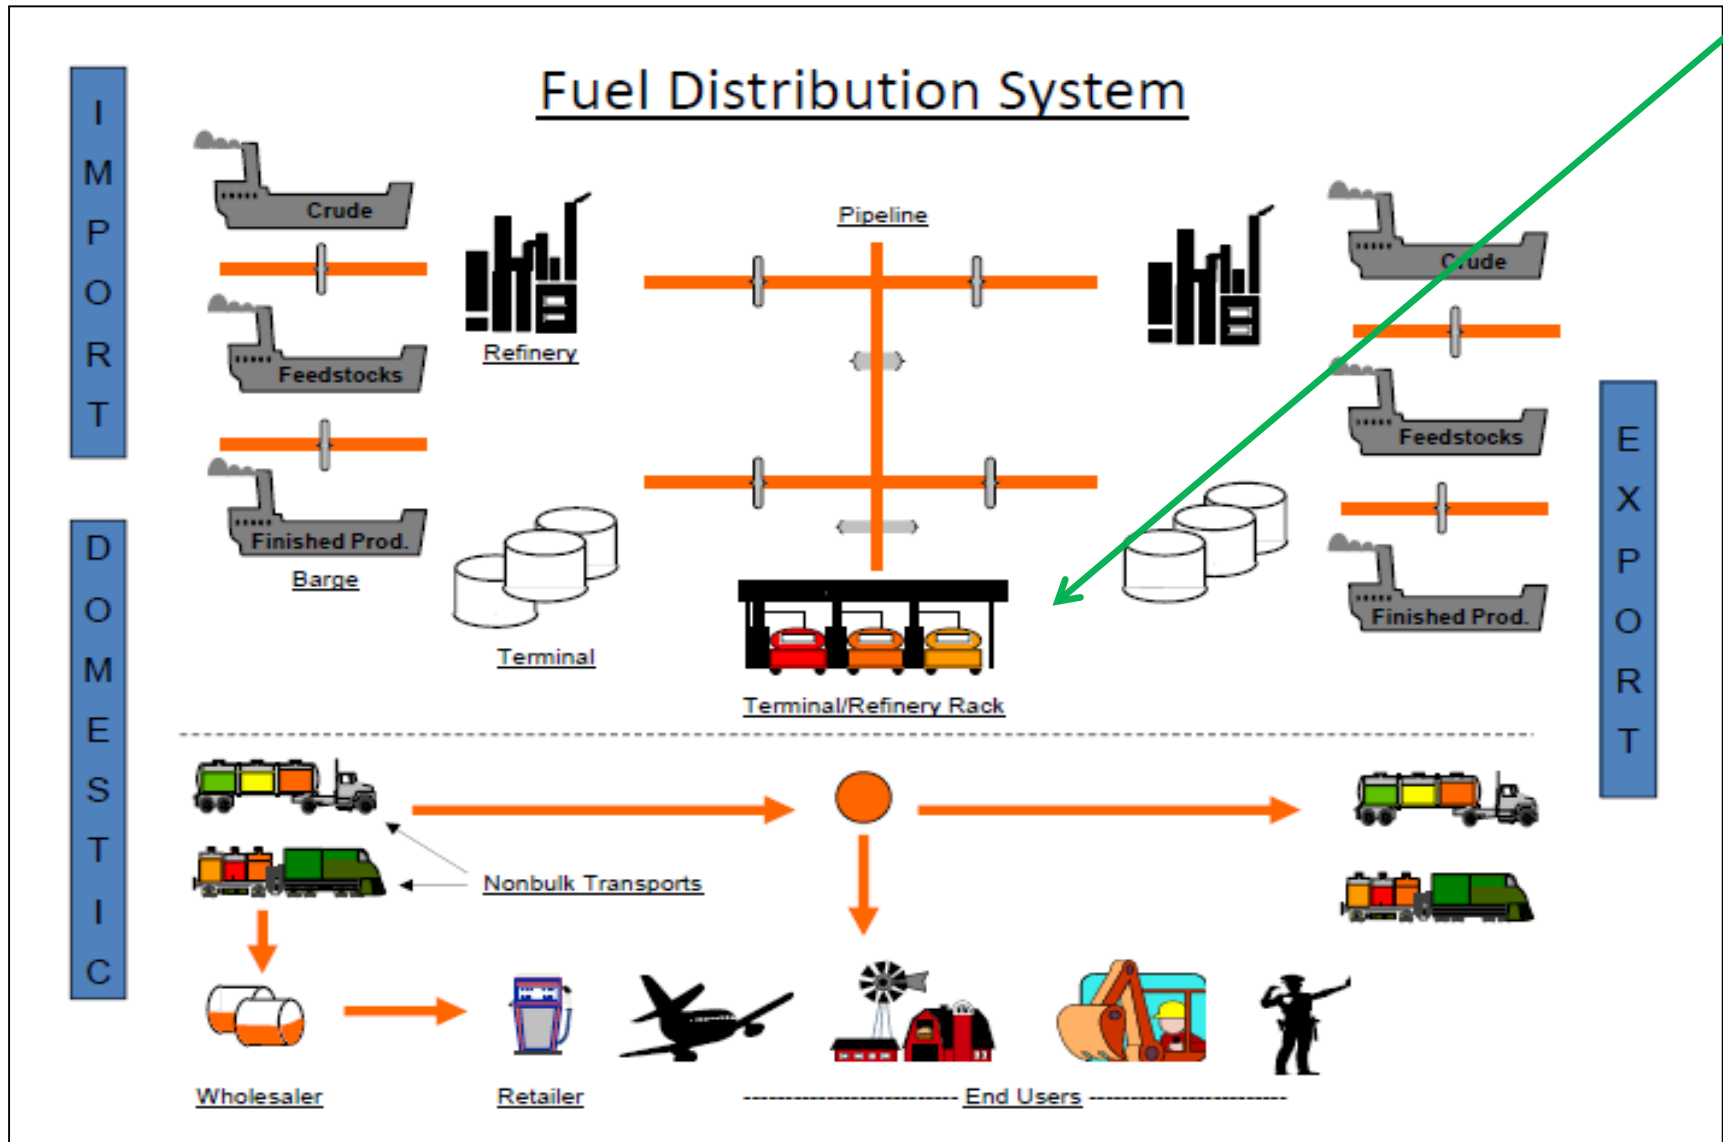 Fuel Distribution System
IMPORT
DOMESTIC
EXPORT
Crude
Feedstocks
Finished Prod.
Barge
Refinery
Terminal
Pipeline
Terminal/Refinery Rack
Crude
Feedstocks
Finished Prod.
Nonbulk Transports
Wholesaler
Retailer
End Users